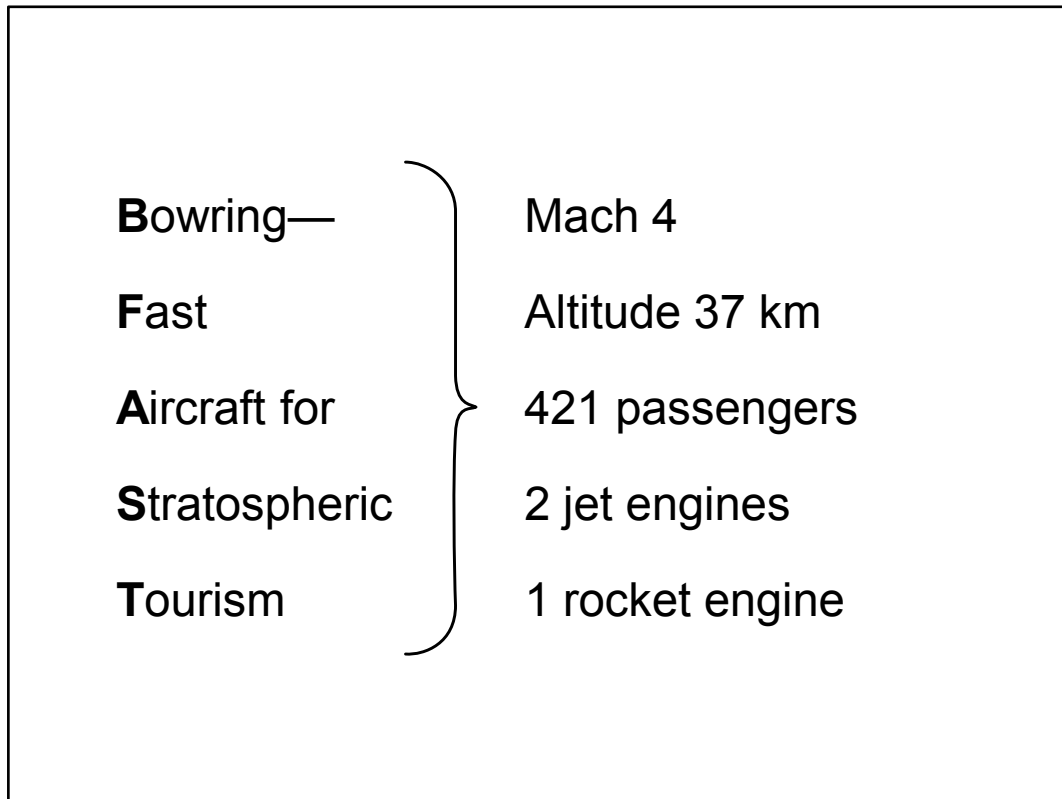 Bowring—
Fast
Aircraft for
Stratospheric
Tourism
Mach 4
Altitude 37 km
421 passengers
2 jet engines
1 rocket engine